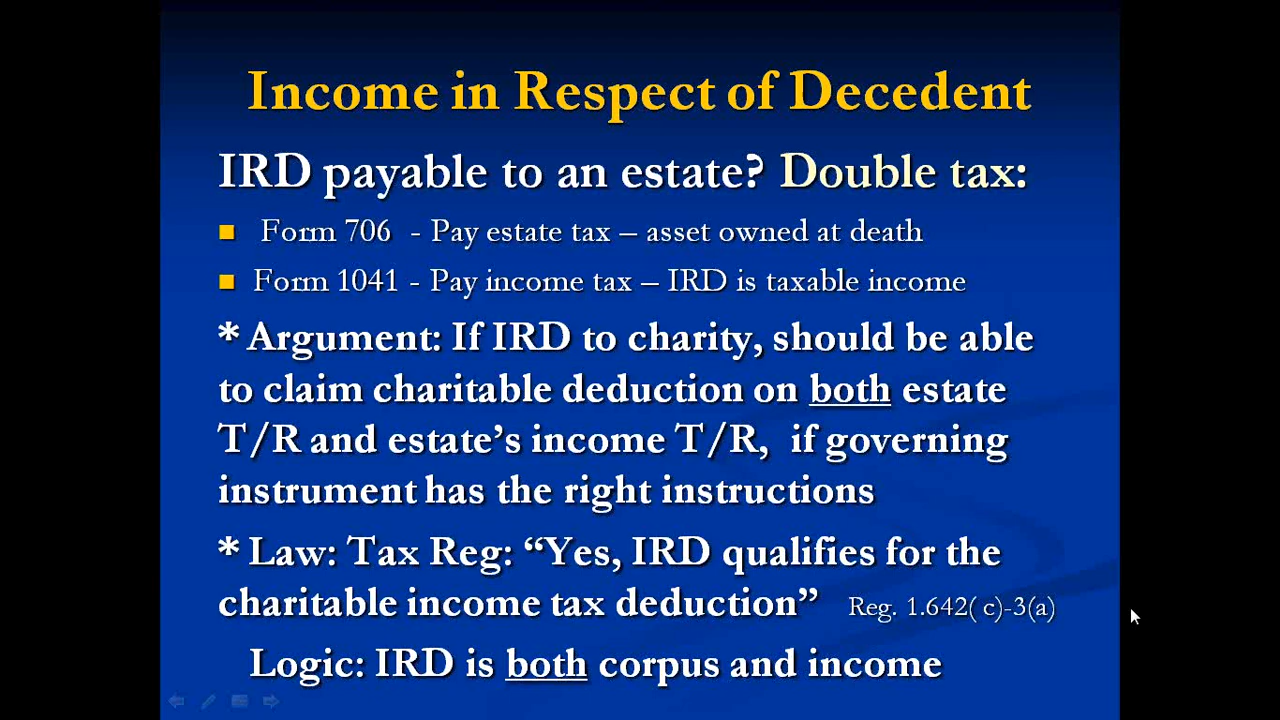 Income in Respect of Decedent
IRD payable to an estate? Double tax:
Form 706 - Pay estate tax – asset owned at death
Form 1041 - Pay income tax – IRD is taxable income
* Argument: If IRD to charity, should be able
to claim charitable deduction on both estate
T/R and estate’s income T/R, if governing
instrument has the right instructions
* Law: Tax Reg: “Yes, IRD qualifies for the
charitable income tax deduction” Reg. 1.642( c)-3(a)
Logic: IRD is both corpus and income